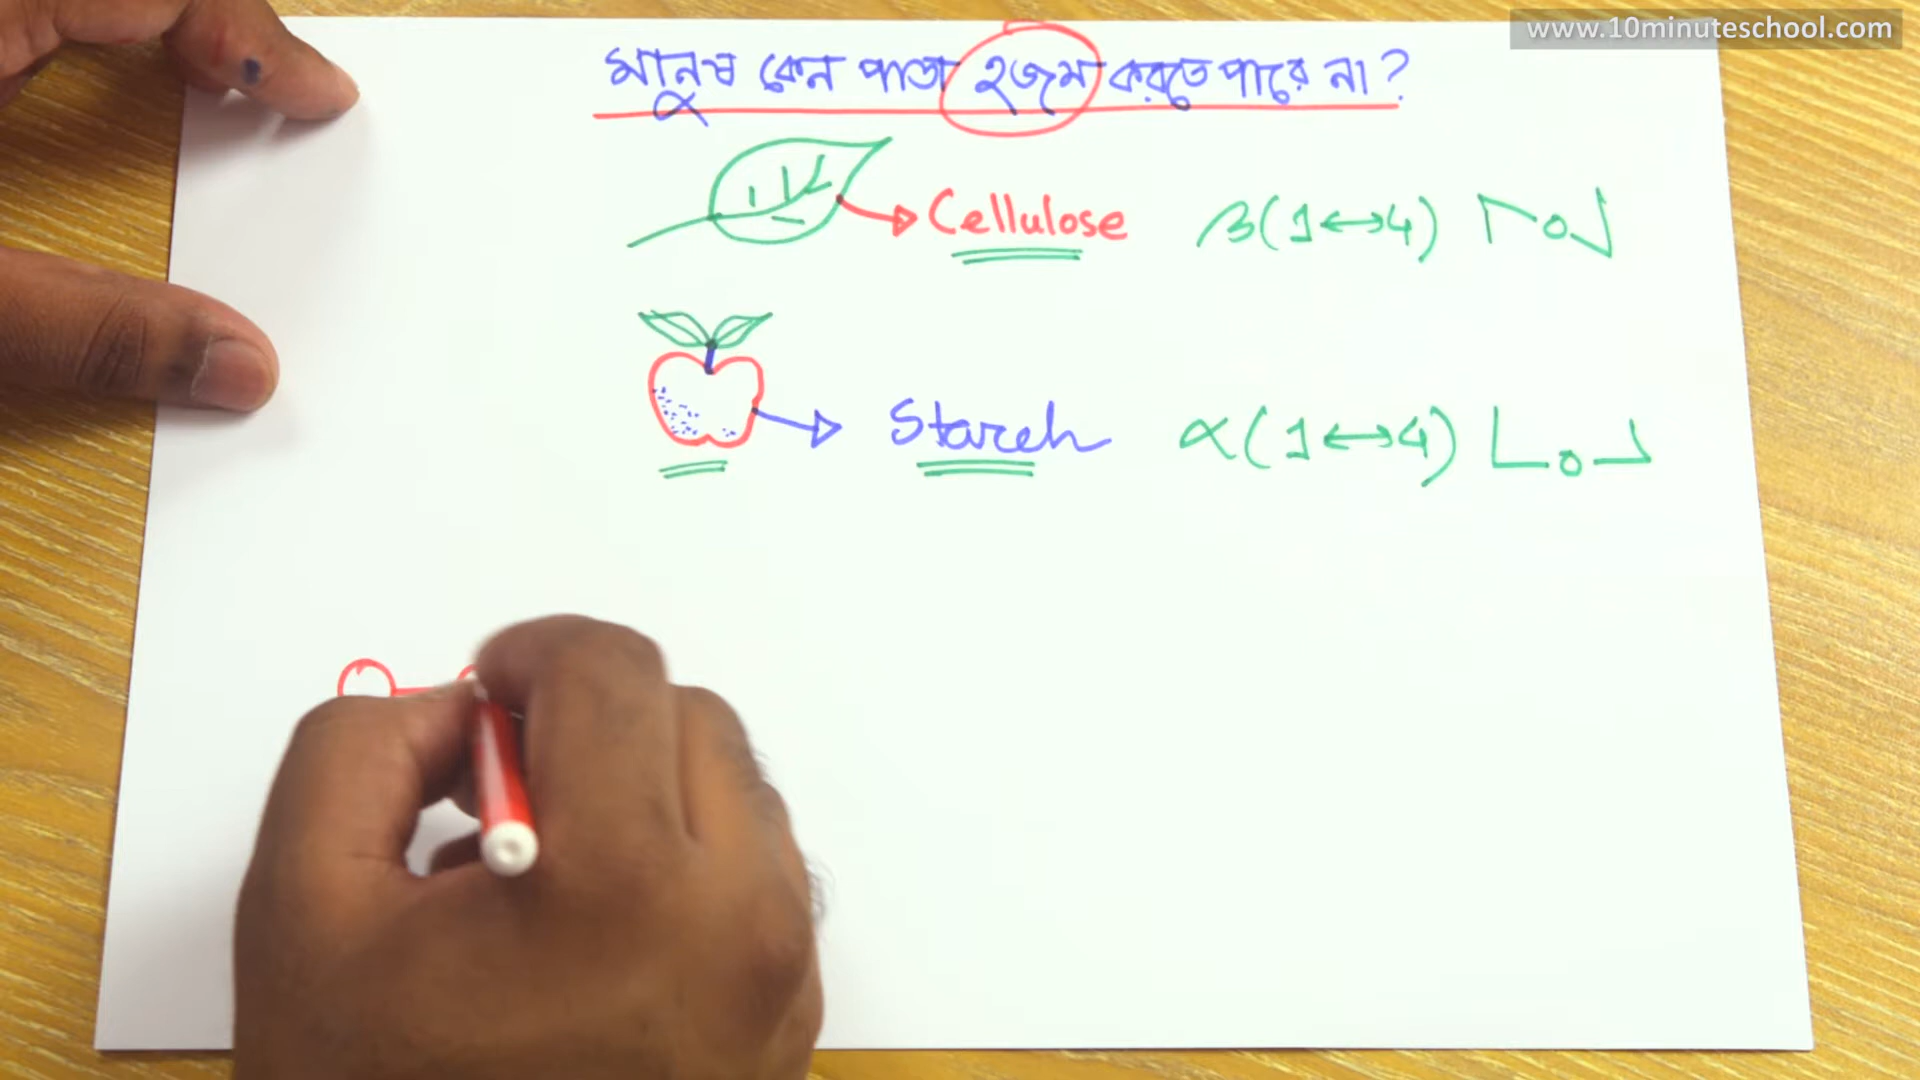 www.10minuteschool.com
মানুষ কেন পাতা হজম করতে পারে না?
Cellulose β(1↔4)
Starch α(1↔4)